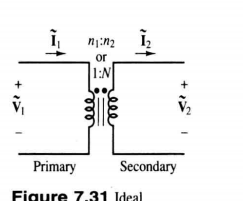 Ĩ₁ n₁:n₂ Ĩ₂
or
1:N
+ +
Ṽ₁ Ṽ₂
− −
Primary Secondary
Figure 7.31 Ideal